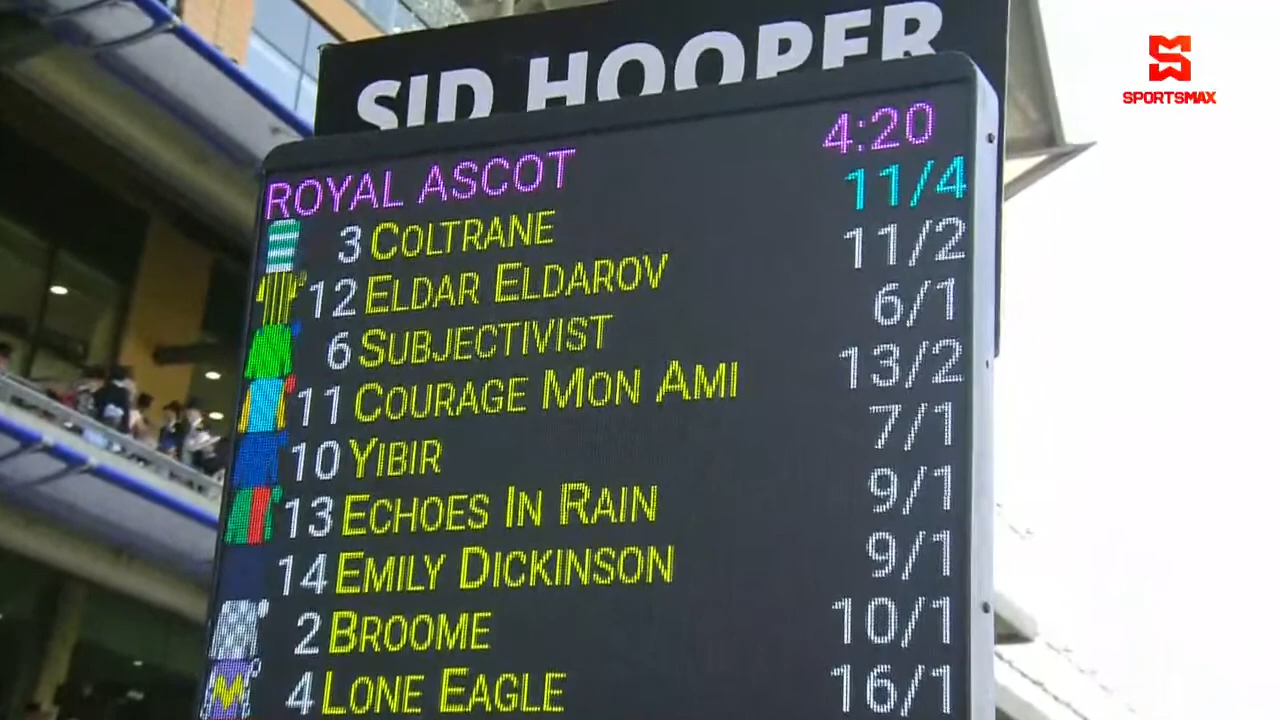 SPORTSMAX
SID HOOPER
ROYAL ASCOT 4:20
3 COLTRANE 11/4
12 ELDAR ELDAROV 11/2
6 SUBJECTIVIST 6/1
11 COURAGE MON AMI 13/2
10 YIBIR 7/1
13 ECHOES IN RAIN 9/1
14 EMILY DICKINSON 9/1
2 BROOME 10/1
4 LONE EAGLE 16/1